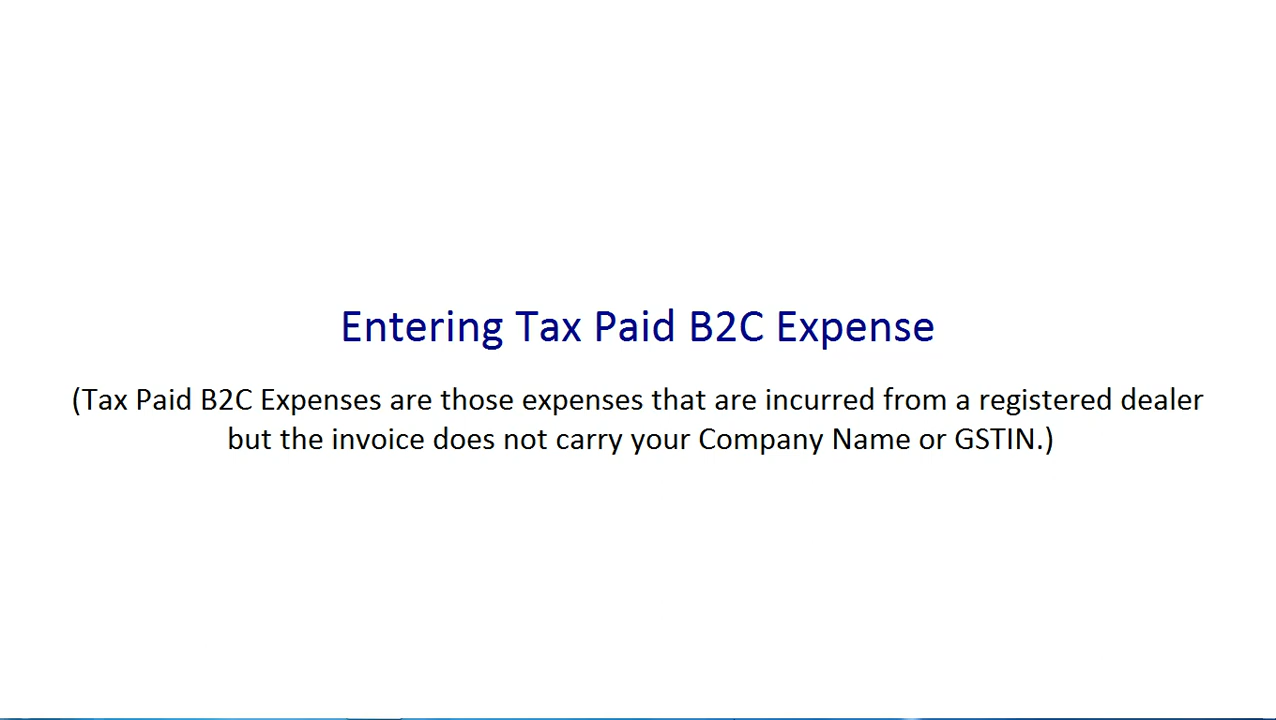 Entering Tax Paid B2C Expense
(Tax Paid B2C Expenses are those expenses that are incurred from a registered dealer
but the invoice does not carry your Company Name or GSTIN.)